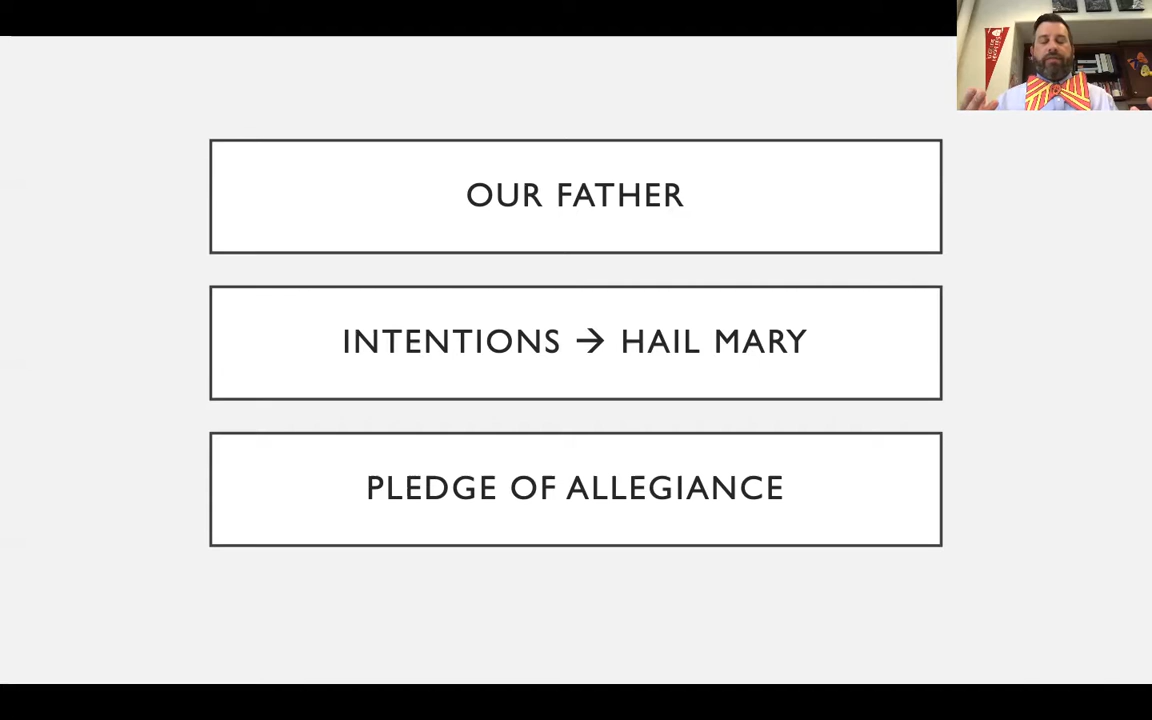 OUR FATHER
INTENTIONS → HAIL MARY
PLEDGE OF ALLEGIANCE